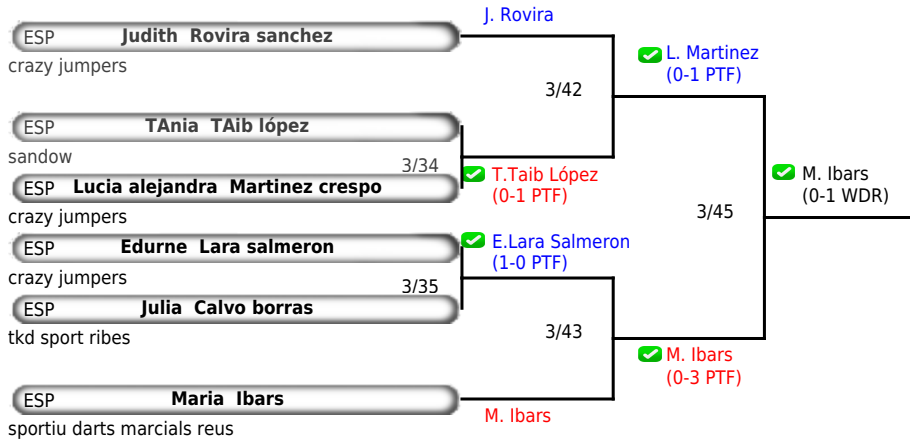 J. Rovira
ESP Judith Rovira sanchez
crazy jumpers
L. Martinez
(0-1 PTF)
3/42
ESP TAnia TAib lópez
sandow
3/34
T.Taib López
(0-1 PTF)
ESP Lucia alejandra Martinez crespo
crazy jumpers
M. Ibars
(0-1 WDR)
3/45
ESP Edurne Lara salmeron
crazy jumpers
E.Lara Salmeron
(1-0 PTF)
3/35
ESP Julia Calvo borras
tkd sport ribes
3/43
M. Ibars
(0-3 PTF)
ESP Maria Ibars
sportiu darts marcials reus
M. Ibars